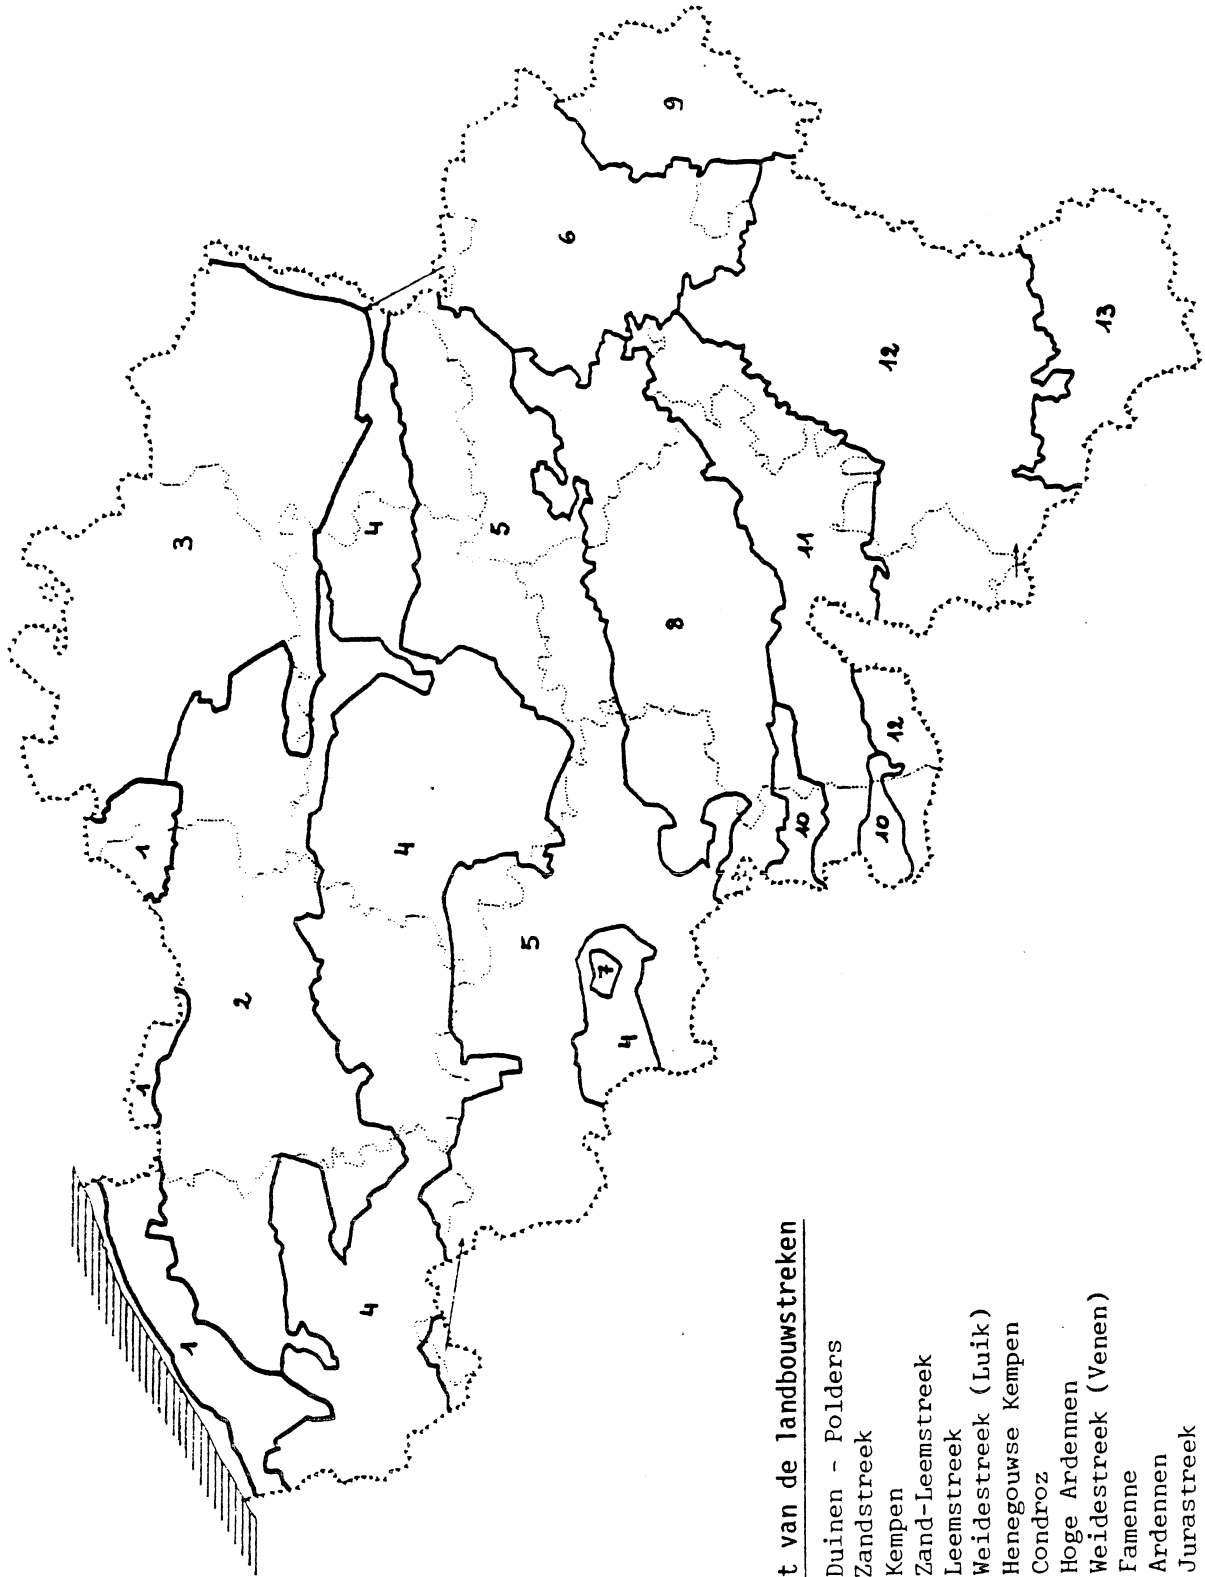 t van de landbouwstreken
Duinen - Polders
Zandstreek
Kempen
Zand-Leemstreek
Leemstreek
Weidestreek (Luik)
Henegouwse Kempen
Condroz
Hoge Ardennen
Weidestreek (Venen)
Famenne
Ardennen
Jurastreek
1
1
1
2
3
4
4
4
4
5
5
6
7
8
9
10
10
11
12
12
13